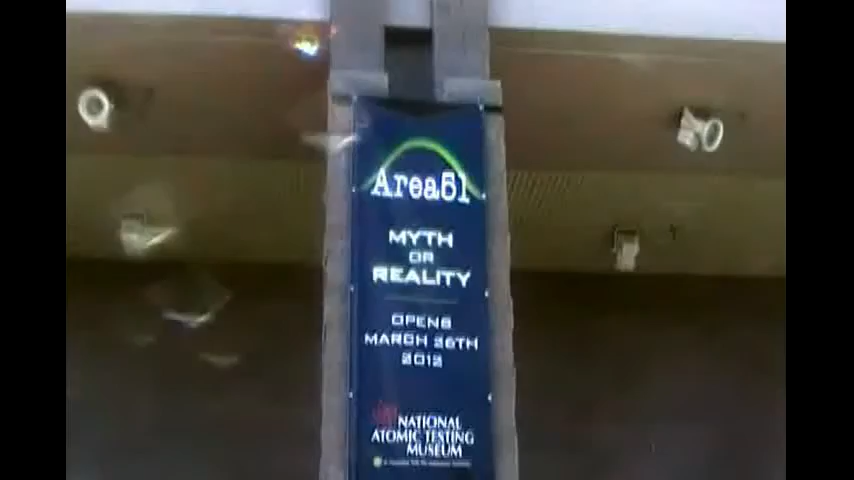 Area51
MYTH
OR
REALITY
OPENS
MARCH 26TH
2012
NATIONAL
ATOMIC TESTING
MUSEUM